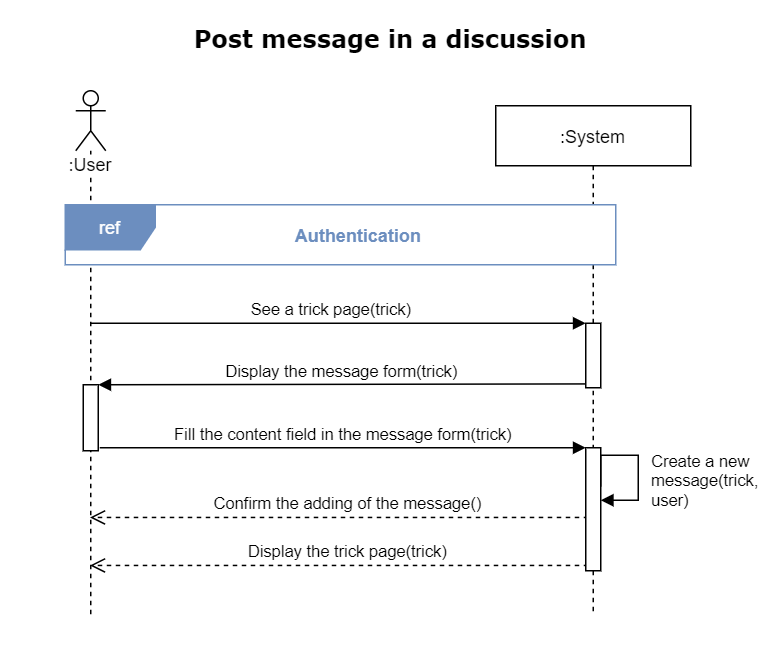 Post message in a discussion
:User
:System
ref
Authentication
See a trick page(trick)
Display the message form(trick)
Fill the content field in the message form(trick)
Create a new
message(trick,
user)
Confirm the adding of the message()
Display the trick page(trick)